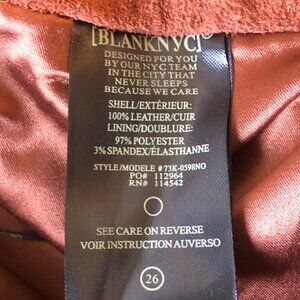 [BLANKNYC]®
DESIGNED FOR YOU
BY OUR NYC TEAM
IN THE CITY THAT
NEVER SLEEPS
BECAUSE WE CARE
SHELL/EXTÉRIEUR:
100% LEATHER/CUIR
LINING/DOUBLURE:
97% POLYESTER
3% SPANDEX/ÉLASTHANNE
STYLE/MODELE # 73K-0598NO
PO# 112964
RN# 114542
SEE CARE ON REVERSE
VOIR INSTRUCTION AUVERSO
26